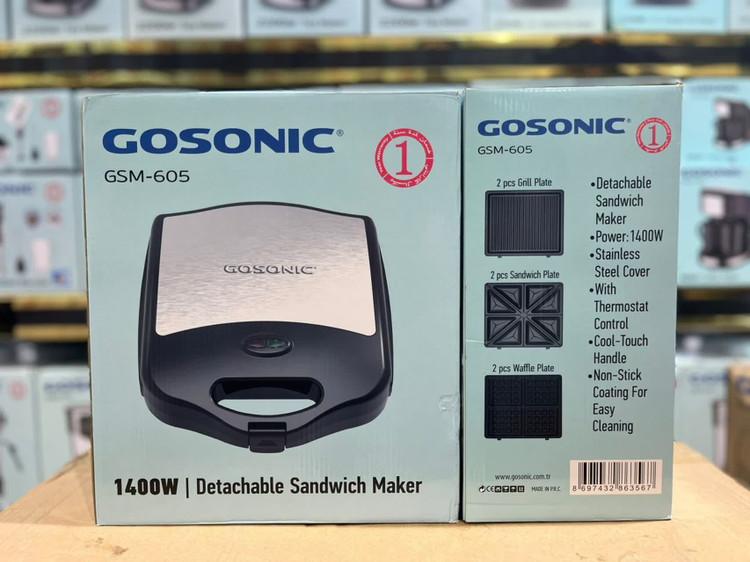 GOSONIC®
GSM-605
1
GOSONIC
1400W | Detachable Sandwich Maker
GOSONIC®
GSM-605
1
2 pcs Grill Plate
2 pcs Sandwich Plate
2 pcs Waffle Plate
•Detachable
Sandwich
Maker
•Power:1400W
•Stainless
Steel Cover
•With
Thermostat
Control
•Cool-Touch
Handle
•Non-Stick
Coating For
Easy
Cleaning
www.gosonic.com.tr
MADE IN P.R.C.
8 697432 863567